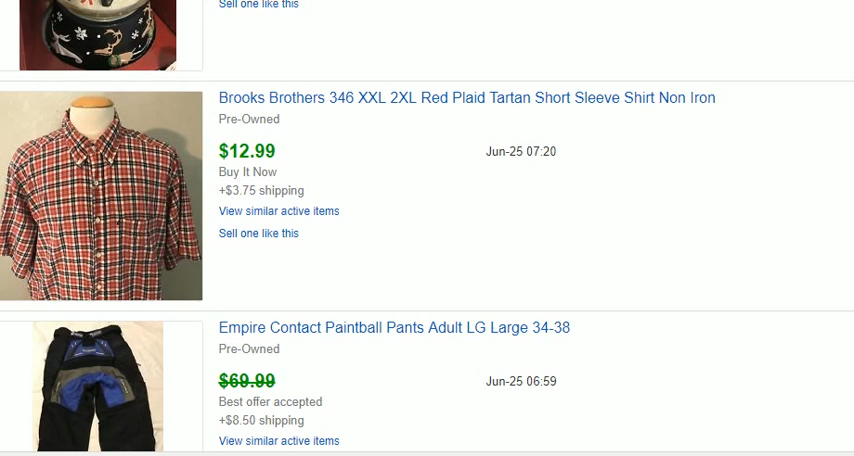 Sell one like this
Brooks Brothers 346 XXL 2XL Red Plaid Tartan Short Sleeve Shirt Non Iron
Pre-Owned
$12.99 Jun-25 07:20
Buy It Now
+$3.75 shipping
View similar active items
Sell one like this
Empire Contact Paintball Pants Adult LG Large 34-38
Pre-Owned
$69.99 Jun-25 06:59
Best offer accepted
+$8.50 shipping
View similar active items